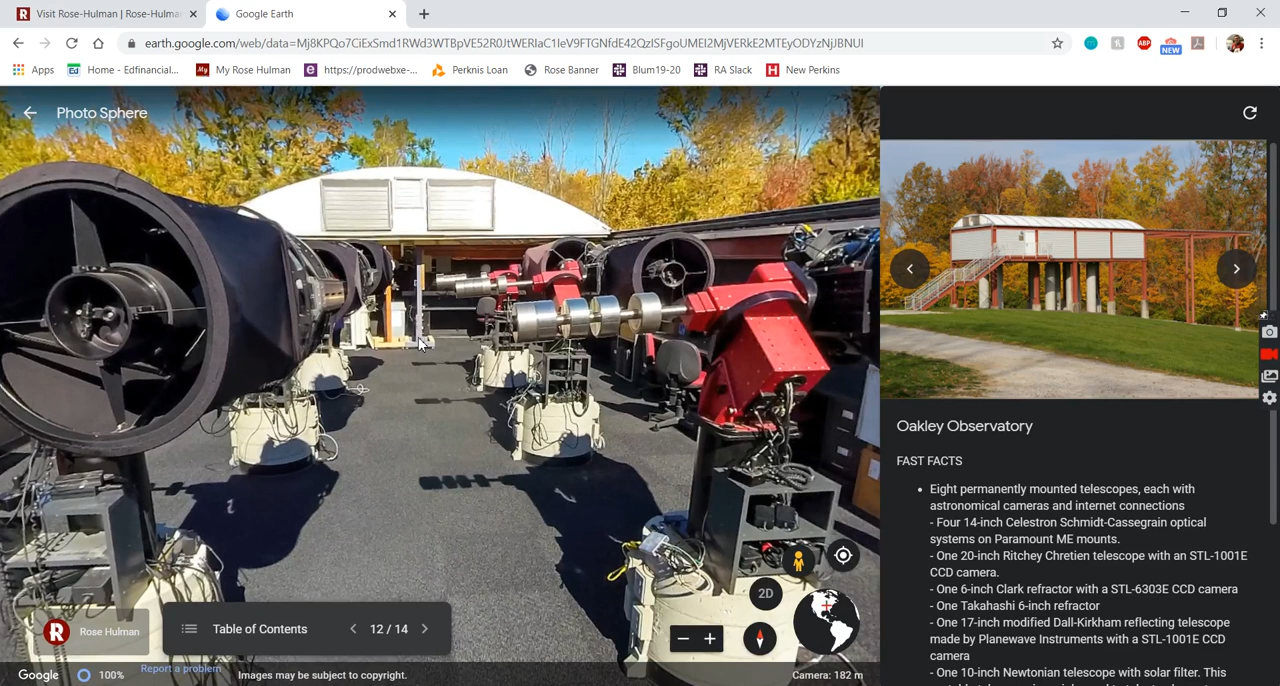 Visit Rose-Hulman | Rose-Hulma
Google Earth
earth.google.com/web/data=Mj8KPQo7CiExSmd1RWd3WTBpVE52R0JtWERIaC1IeV9FTGNfdE42QzISFgoUMEI2MjVERkE2MTEyODYzNjJBNUI
ABP
NEW
Apps
Home - Edfinancial...
My Rose Hulman
https://prodwebxe-...
Perknis Loan
Rose Banner
Blum19-20
RA Slack
New Perkins
Photo Sphere
Oakley Observatory
FAST FACTS
• Eight permanently mounted telescopes, each with
astronomical cameras and internet connections
- Four 14-inch Celestron Schmidt-Cassegrain optical
systems on Paramount ME mounts.
- One 20-inch Ritchey Chretien telescope with an STL-1001E
CCD camera.
- One 6-inch Clark refractor with a STL-6303E CCD camera
- One Takahashi 6-inch refractor
- One 17-inch modified Dall-Kirkham reflecting telescope
made by Planewave Instruments with a STL-1001E CCD
camera
- One 10-inch Newtonian telescope with solar filter. This
2D
R Rose Hulman
Table of Contents
12 / 14
Google
100%
Report a problem
Images may be subject to copyright.
Camera: 182 m